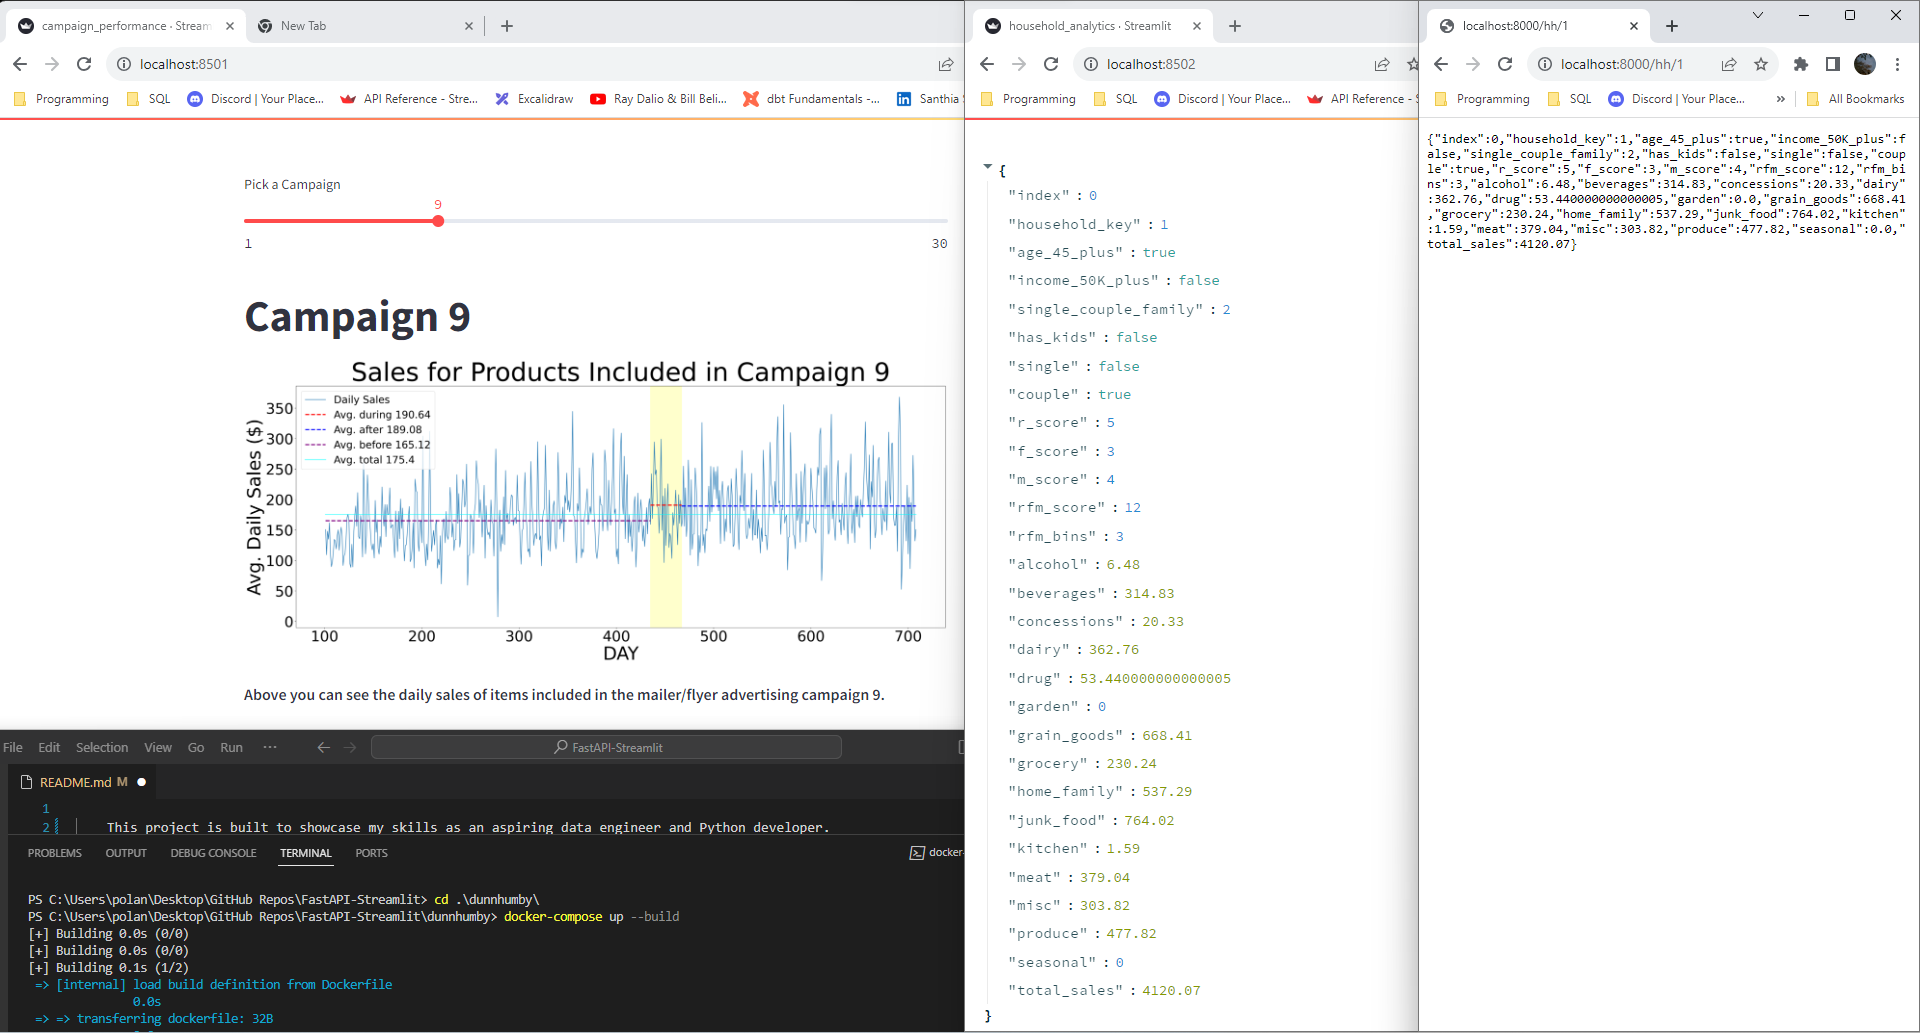 campaign_performance · Stream
New Tab
localhost:8501
Programming
SQL
Discord | Your Place...
API Reference - Stre...
Excalidraw
Ray Dalio & Bill Beli...
dbt Fundamentals -...
Santhia
Pick a Campaign
9
1
30
Campaign 9
Sales for Products Included in Campaign 9
Avg. Daily Sales ($)
350
300
250
200
150
100
50
0
Daily Sales
Avg. during 190.64
Avg. after 189.08
Avg. before 165.12
Avg. total 175.4
100 200 300 400 500 600 700
DAY
Above you can see the daily sales of items included in the mailer/flyer advertising campaign 9.
File Edit Selection View Go Run ···
FastAPI-Streamlit
README.md M
1
2 This project is built to showcase my skills as an aspiring data engineer and Python developer.
PROBLEMS OUTPUT DEBUG CONSOLE TERMINAL PORTS
docker-
PS C:\Users\polan\Desktop\GitHub Repos\FastAPI-Streamlit> cd .\dunnhumby\
PS C:\Users\polan\Desktop\GitHub Repos\FastAPI-Streamlit\dunnhumby> docker-compose up --build
[+] Building 0.0s (0/0)
[+] Building 0.0s (0/0)
[+] Building 0.1s (1/2)
=> [internal] load build definition from Dockerfile
0.0s
=> => transferring dockerfile: 32B
household_analytics · Streamlit
localhost:8502
Programming
SQL
Discord | Your Place...
API Reference - S
{
"index" : 0
"household_key" : 1
"age_45_plus" : true
"income_50K_plus" : false
"single_couple_family" : 2
"has_kids" : false
"single" : false
"couple" : true
"r_score" : 5
"f_score" : 3
"m_score" : 4
"rfm_score" : 12
"rfm_bins" : 3
"alcohol" : 6.48
"beverages" : 314.83
"concessions" : 20.33
"dairy" : 362.76
"drug" : 53.440000000000005
"garden" : 0
"grain_goods" : 668.41
"grocery" : 230.24
"home_family" : 537.29
"junk_food" : 764.02
"kitchen" : 1.59
"meat" : 379.04
"misc" : 303.82
"produce" : 477.82
"seasonal" : 0
"total_sales" : 4120.07
}
localhost:8000/hh/1
localhost:8000/hh/1
Programming
SQL
Discord | Your Place...
»
All Bookmarks
{"index":0,"household_key":1,"age_45_plus":true,"income_50K_plus":f
alse,"single_couple_family":2,"has_kids":false,"single":false,"coup
le":true,"r_score":5,"f_score":3,"m_score":4,"rfm_score":12,"rfm_bi
ns":3,"alcohol":6.48,"beverages":314.83,"concessions":20.33,"dairy"
:362.76,"drug":53.440000000000005,"garden":0.0,"grain_goods":668.41
,"grocery":230.24,"home_family":537.29,"junk_food":764.02,"kitchen"
:1.59,"meat":379.04,"misc":303.82,"produce":477.82,"seasonal":0.0,"
total_sales":4120.07}